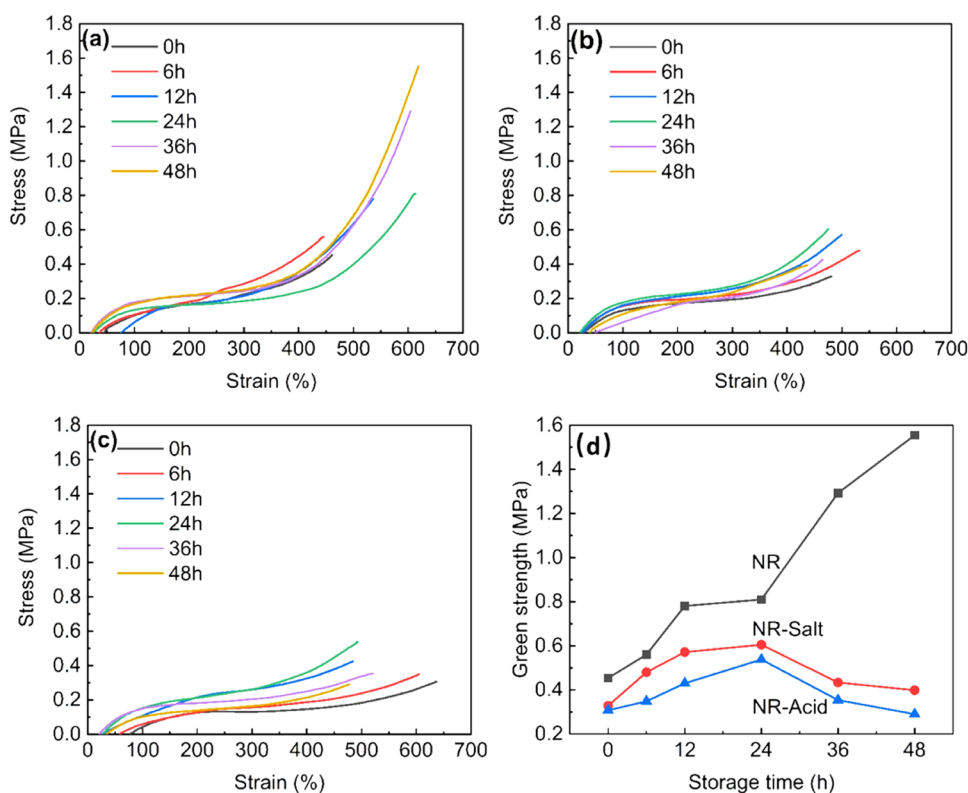 (a)
0h
6h
12h
24h
36h
48h
1.8
1.6
1.4
1.2
1.0
0.8
0.6
0.4
0.2
0.0
Stress (MPa)
0 100 200 300 400 500 600 700
Strain (%)
(b)
0h
6h
12h
24h
36h
48h
1.8
1.6
1.4
1.2
1.0
0.8
0.6
0.4
0.2
0.0
Stress (MPa)
0 100 200 300 400 500 600 700
Strain (%)
(c)
0h
6h
12h
24h
36h
48h
1.8
1.6
1.4
1.2
1.0
0.8
0.6
0.4
0.2
0.0
Stress (MPa)
0 100 200 300 400 500 600 700
Strain (%)
(d)
1.6
1.4
1.2
1.0
0.8
0.6
0.4
0.2
Green strength (MPa)
NR
NR-Salt
NR-Acid
0 12 24 36 48
Storage time (h)